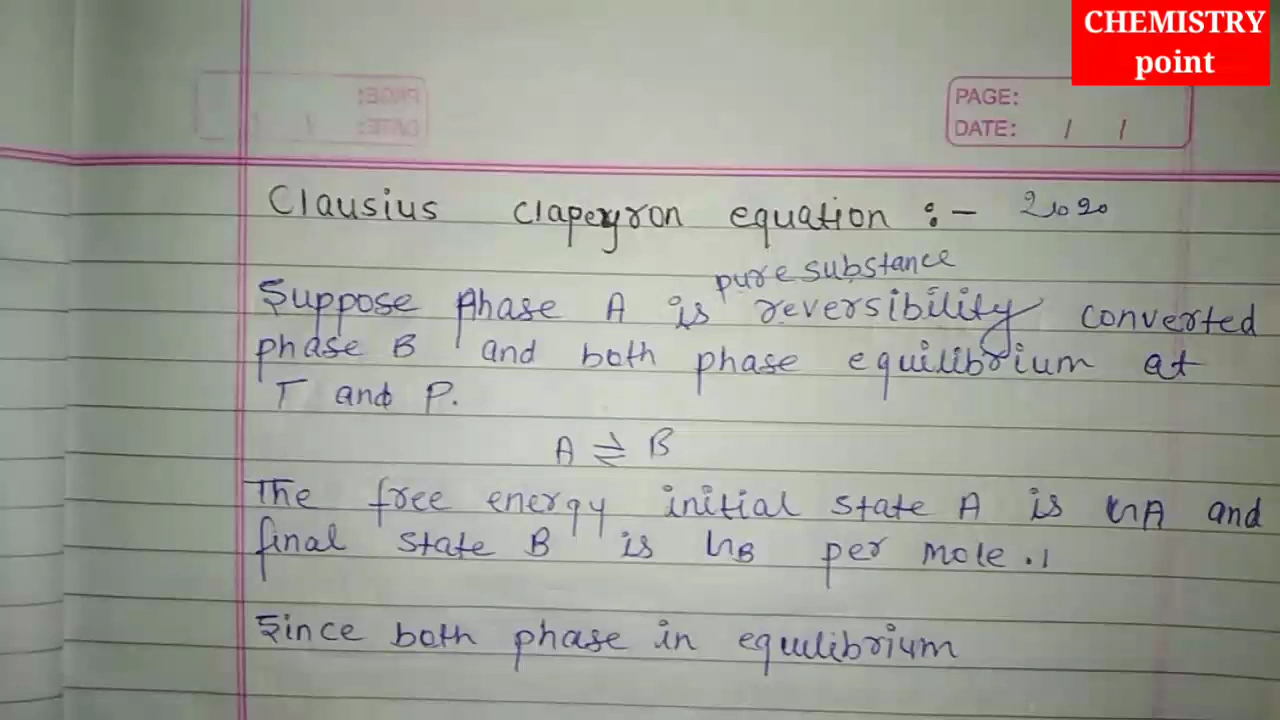 CHEMISTRY
point
PAGE:
DATE: / /
Clausius clapeyron equation :- 2020
pure substance
Suppose Phase A is reversibility converted
phase B and both phase equilibrium at
T and P.
A ⇌ B
The free energy initial state A is GA and
final state B is GB per mole .1
Since both phase in equilibrium